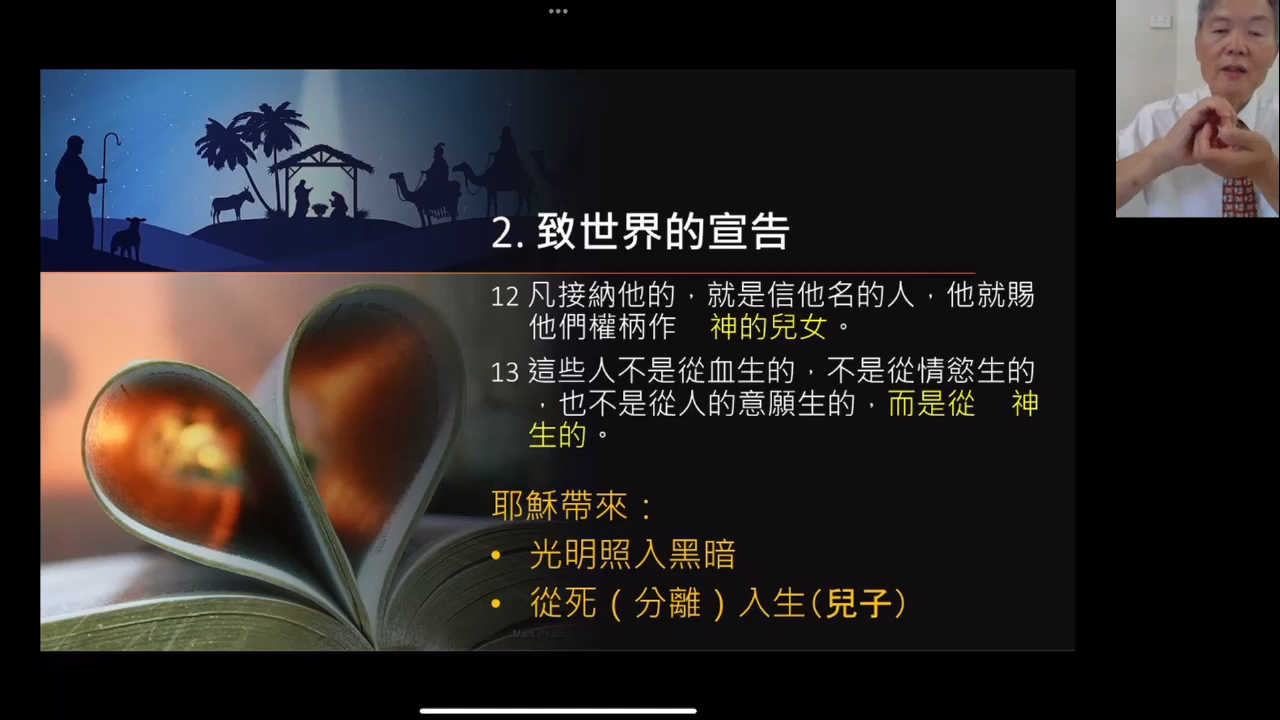 2. 致世界的宣告
12 凡接納他的，就是信他名的人，他就賜
他們權柄作　神的兒女。
13 這些人不是從血生的，不是從情慾生的
，也不是從人的意願生的，而是從　神
生的。
耶穌帶來：
• 光明照入黑暗
• 從死（分離）入生(兒子)